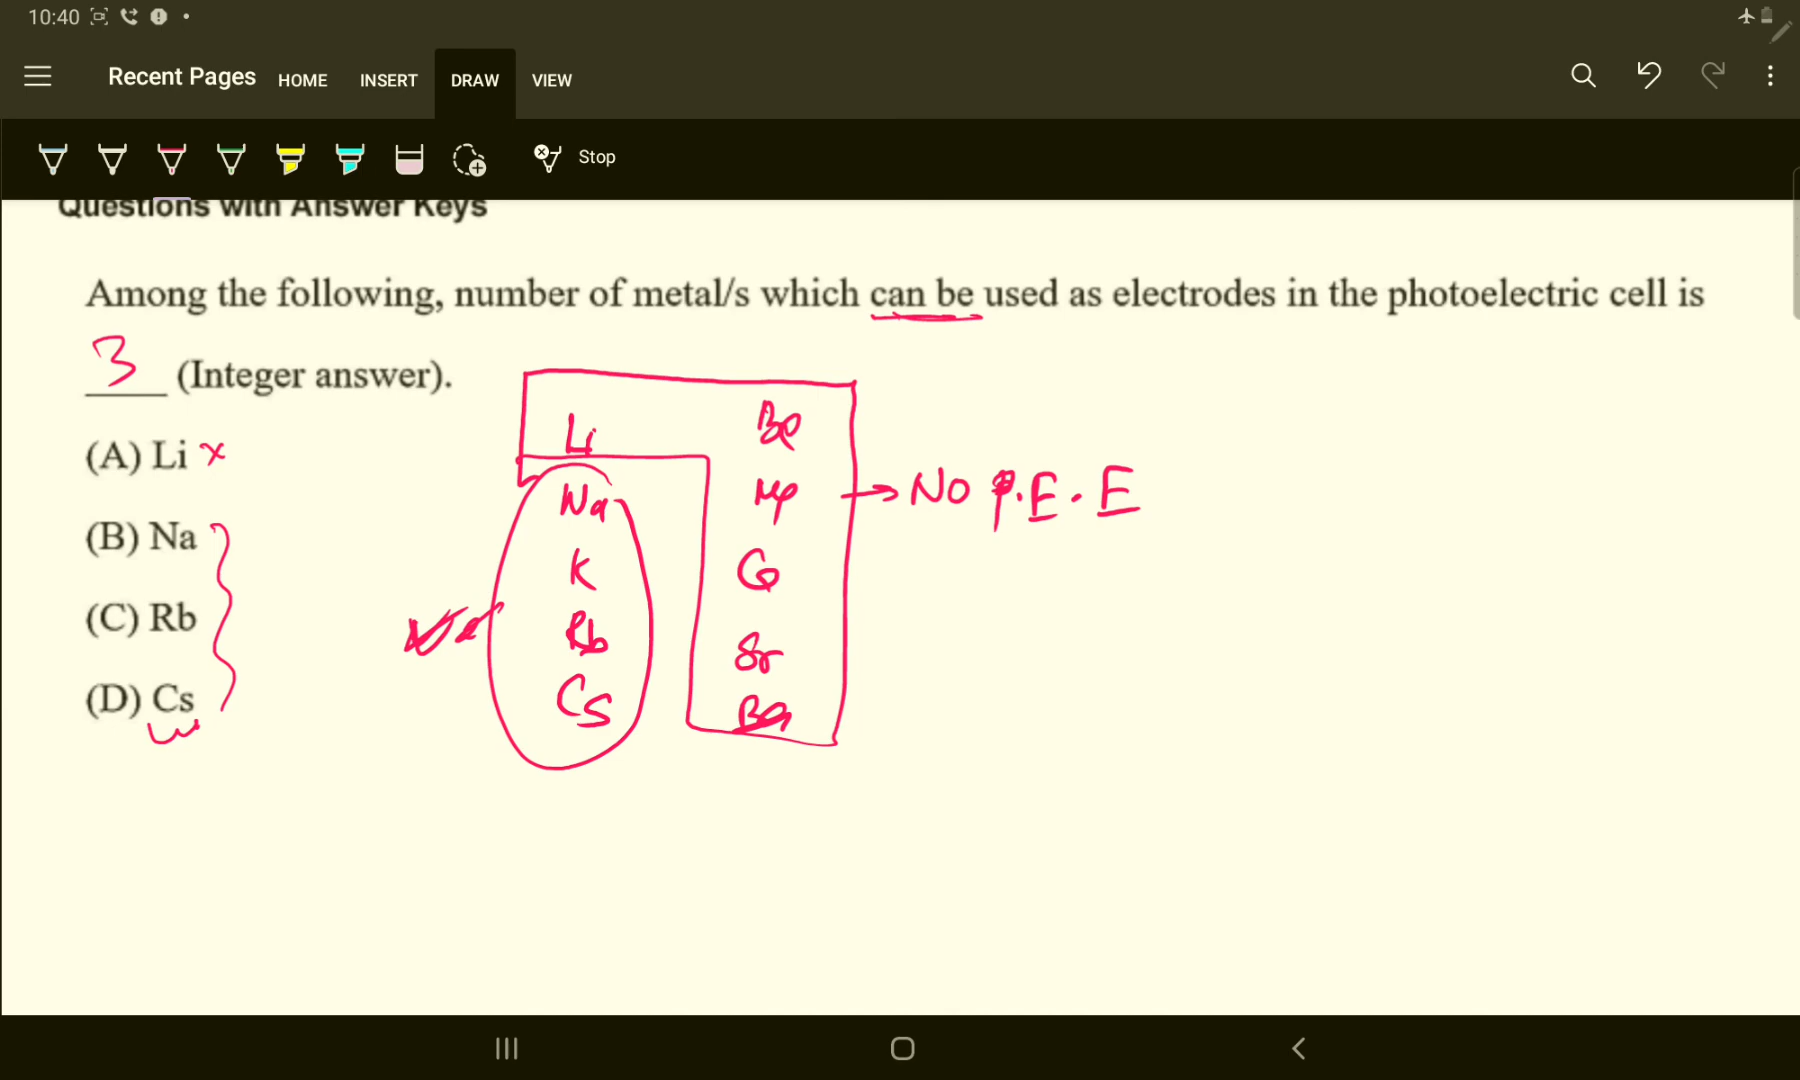 10:40
Recent Pages HOME INSERT DRAW VIEW
Stop
Questions with Answer Keys
Among the following, number of metal/s which can be used as electrodes in the photoelectric cell is
3 (Integer answer).
(A) Li ×
(B) Na
(C) Rb
(D) Cs
Li Be
Na Mg → NO P.E.E
K Ca
Rb Sr
Cs Ba